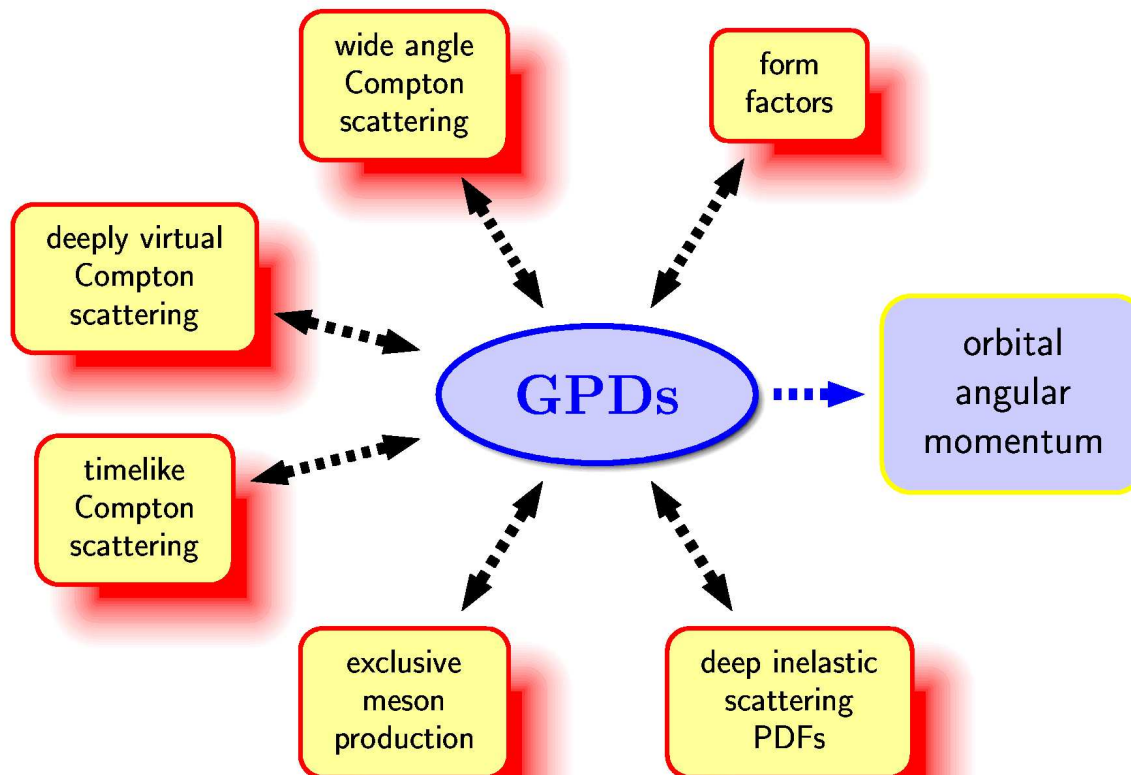 wide angle
Compton
scattering
form
factors
deeply virtual
Compton
scattering
GPDs
orbital
angular
momentum
timelike
Compton
scattering
exclusive
meson
production
deep inelastic
scattering
PDFs